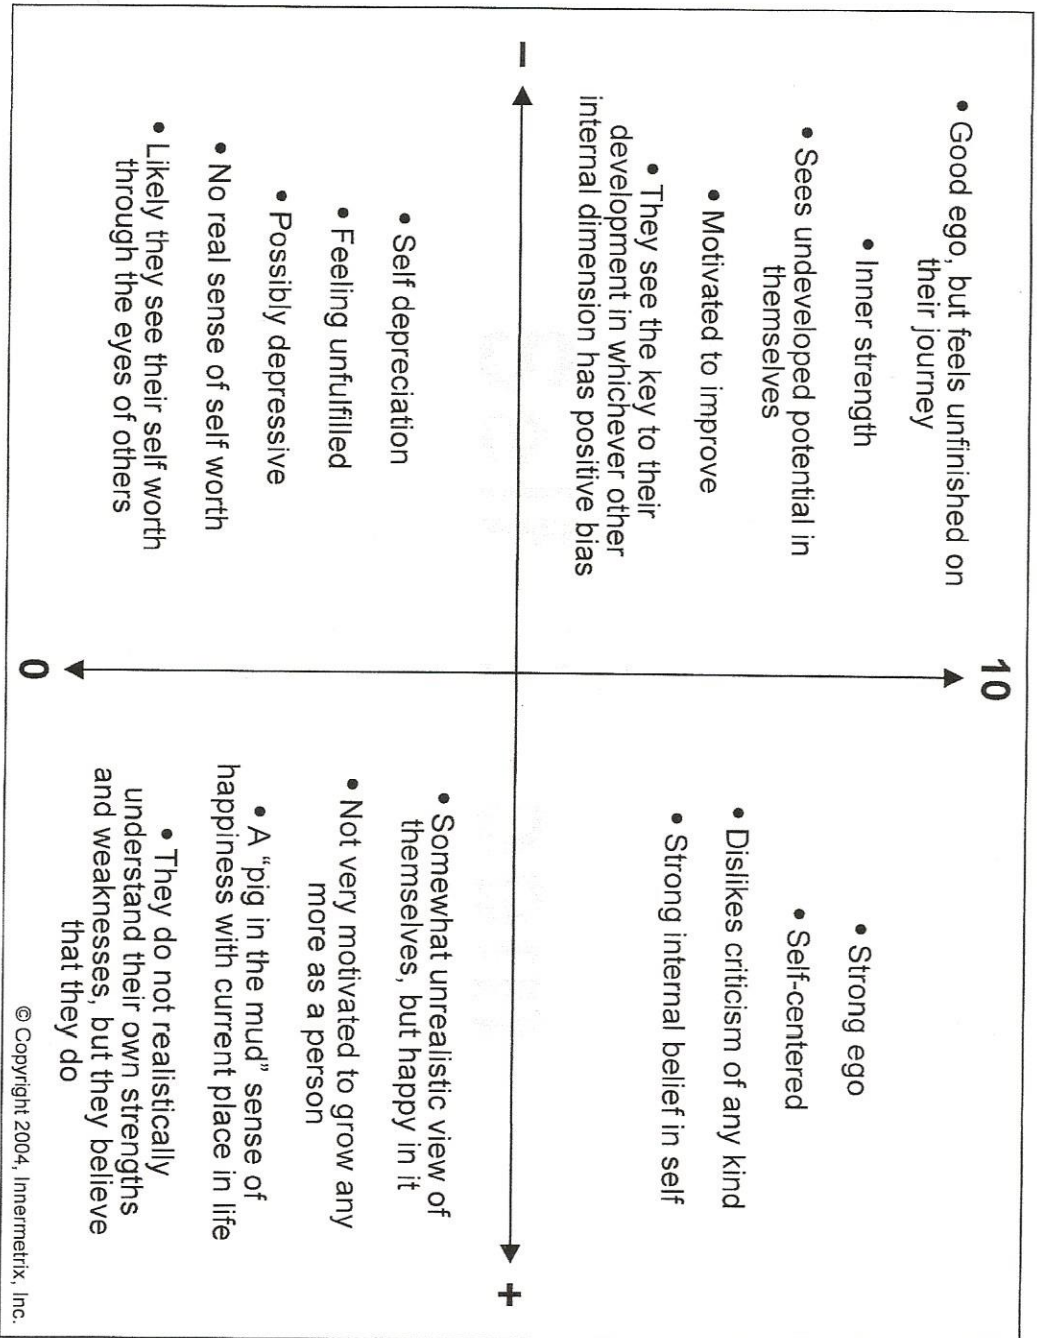 10
• Good ego, but feels unfinished on
their journey
• Inner strength
• Sees undeveloped potential in
themselves
• Motivated to improve
• They see the key to their
development in whichever other
internal dimension has positive bias
• Strong ego
• Self-centered
• Dislikes criticism of any kind
• Strong internal belief in self
–
+
• Self depreciation
• Feeling unfulfilled
• Possibly depressive
• No real sense of self worth
• Likely they see their self worth
through the eyes of others
• Somewhat unrealistic view of
themselves, but happy in it
• Not very motivated to grow any
more as a person
• A “pig in the mud” sense of
happiness with current place in life
• They do not realistically
understand their own strengths
and weaknesses, but they believe
that they do
0
© Copyright 2004, Innermetrix, Inc.